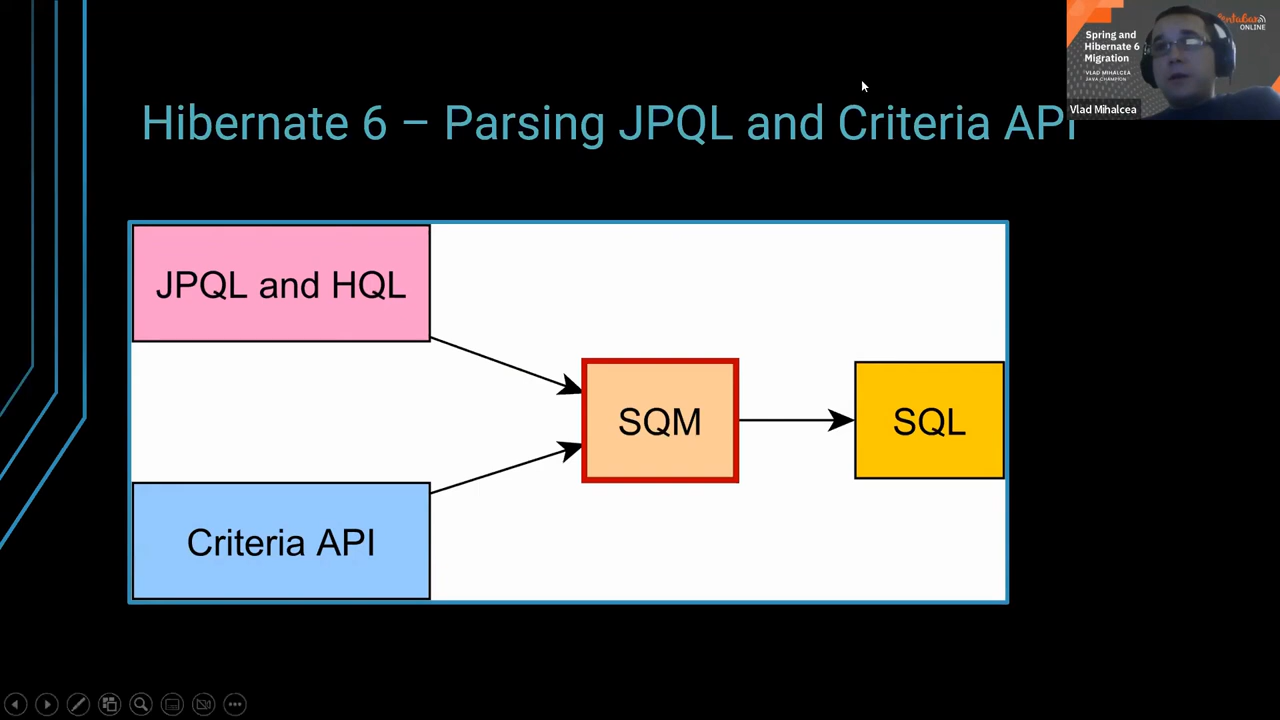 Hibernate 6 – Parsing JPQL and Criteria API
JPQL and HQL
SQM
SQL
Criteria API
Spring and
Hibernate 6
Migration
VLAD MIHALCEA
JAVA CHAMPION
ONLINE
Vlad Mihalcea